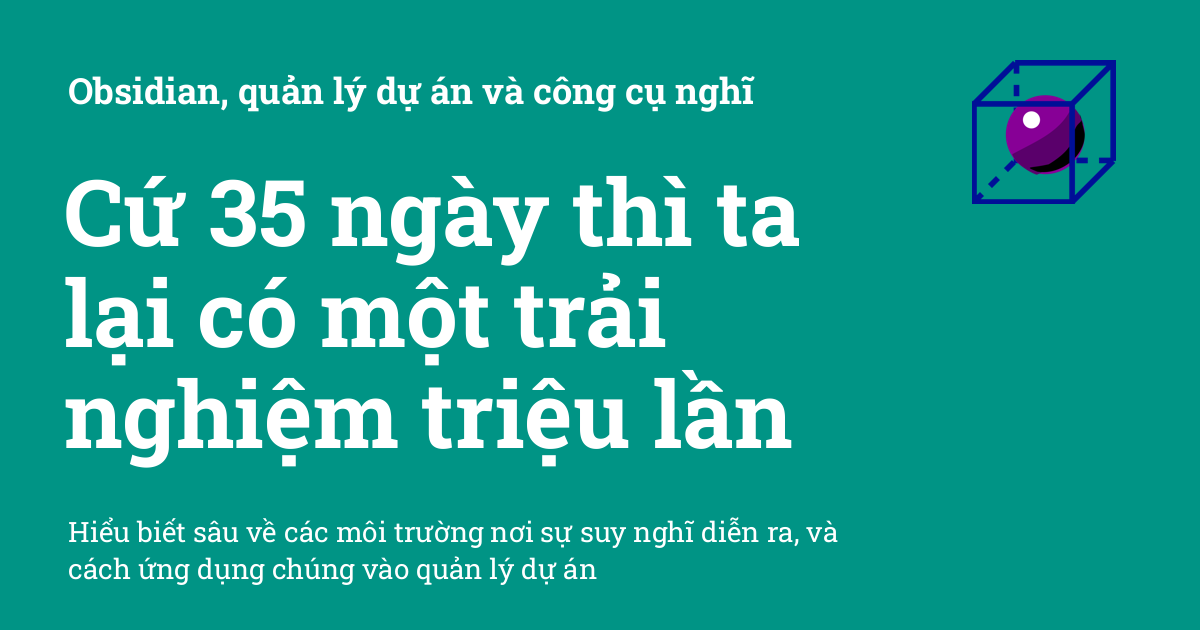 Obsidian, quản lý dự án và công cụ nghĩ
Cứ 35 ngày thì ta
lại có một trải
nghiệm triệu lần
Hiểu biết sâu về các môi trường nơi sự suy nghĩ diễn ra, và
cách ứng dụng chúng vào quản lý dự án